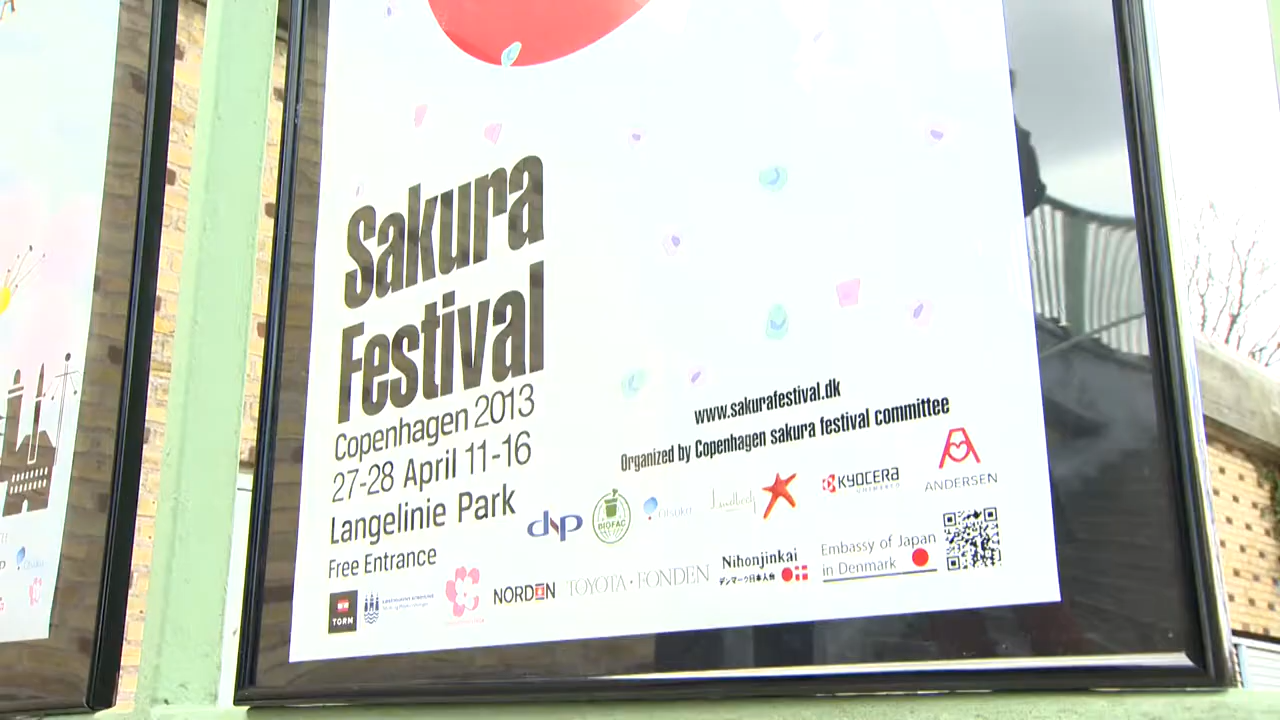 Sakura
Festival
Copenhagen 2013
27-28 April 11-16
Langelinie Park
Free Entrance
www.sakurafestival.dk
Organized by Copenhagen sakura festival committee
dnp
BIOFAC
KYOCERA
ANDERSEN
TORM
NORDEN
TOYOTA·FONDEN
Nihonjinkai
デンマーク日本人会
Embassy of Japan
in Denmark